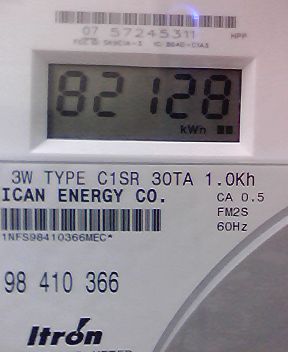 07 57245311
82128
kWh
3W TYPE C1SR 30TA 1.0Kh
ICAN ENERGY CO.
CA 0.5
FM2S
60Hz
1NFS98410366MEC*
98 410 366
Itron